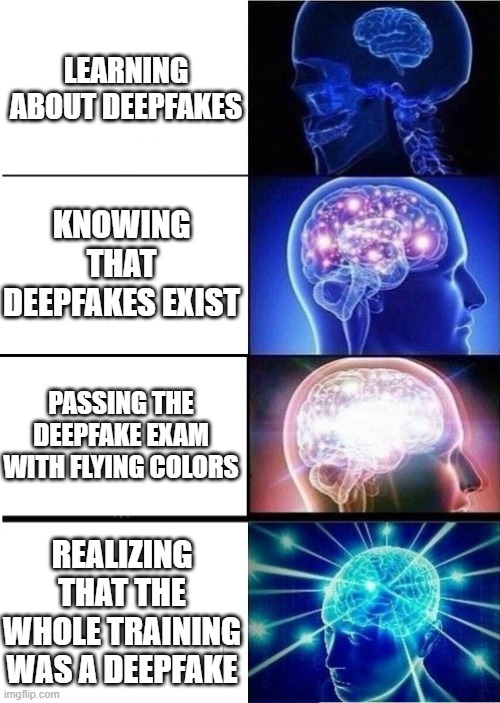 LEARNING
ABOUT DEEPFAKES
KNOWING
THAT
DEEPFAKES EXIST
PASSING THE
DEEPFAKE EXAM
WITH FLYING COLORS
REALIZING
THAT THE
WHOLE TRAINING
WAS A DEEPFAKE
imgflip.com